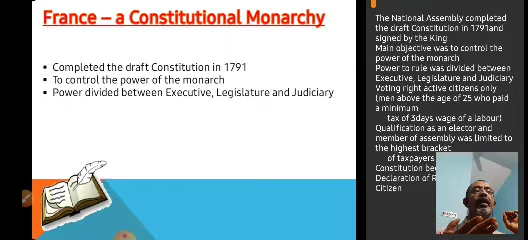 France – a Constitutional Monarchy
▪ Completed the draft Constitution in 1791
▪ To control the power of the monarch
▪ Power divided between Executive, Legislature and Judiciary
The National Assembly completed
the draft Constitution in 1791and
signed by the King
Main objective was to control the
power of the monarch
Power to rule was divided between
Executive, Legislature and Judiciary
Voting right active citizens only
(men above the age of 25 who paid
a minimum
tax of 3days wage of a labour)
Qualification as an elector and
member of assembly was limited to
the highest bracket
of taxpayers
Constitution
Declaration of
Citizen